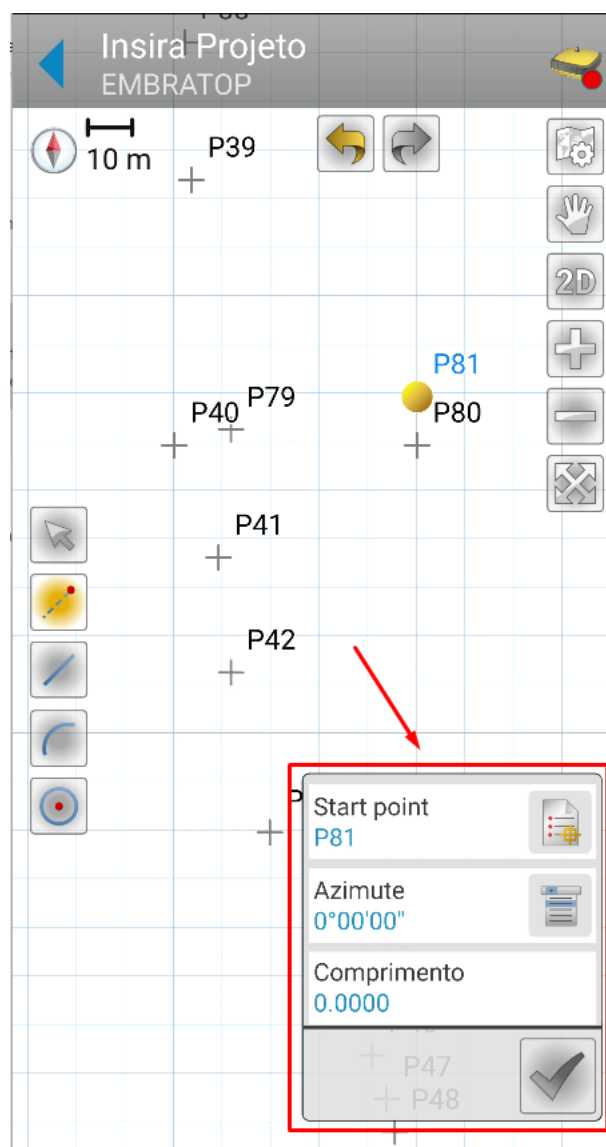 Insira Projeto
EMBRATOP
10 m
P39
2D
P81
P40
P79
P80
P41
P42
Start point
P81
Azimute
0°00'00"
Comprimento
0.0000
P47
P48